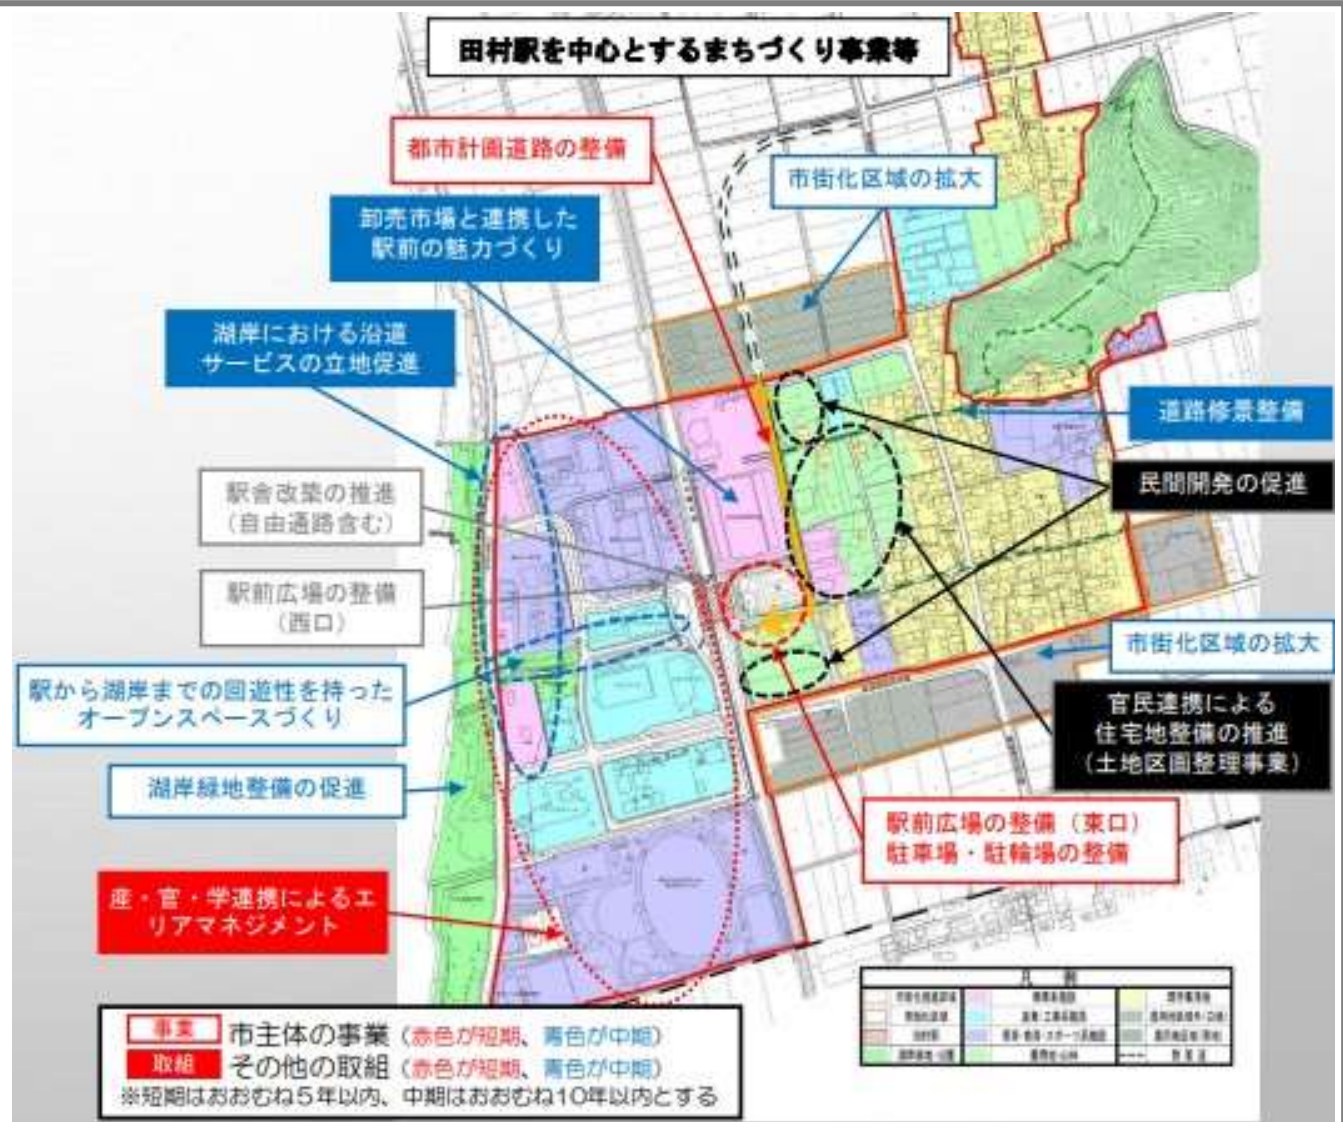 田村駅を中心とするまちづくり事業等
都市計画道路の整備
市街化区域の拡大
卸売市場と連携した
駅前の魅力づくり
湖岸における沿道
サービスの立地促進
道路修景整備
駅舎改築の推進
(自由通路含む)
民間開発の促進
駅前広場の整備
(西口)
市街化区域の拡大
駅から湖岸までの回遊性を持った
オープンスペースづくり
官民連携による
住宅地整備の推進
(土地区画整理事業)
湖岸緑地整備の促進
駅前広場の整備(東口)
駐車場・駐輪場の整備
産・官・学連携によるエ
リアマネジメント
凡 例
事業 市主体の事業(赤色が短期、青色が中期)
取組 その他の取組(赤色が短期、青色が中期)
※短期はおおむね5年以内、中期はおおむね10年以内とする